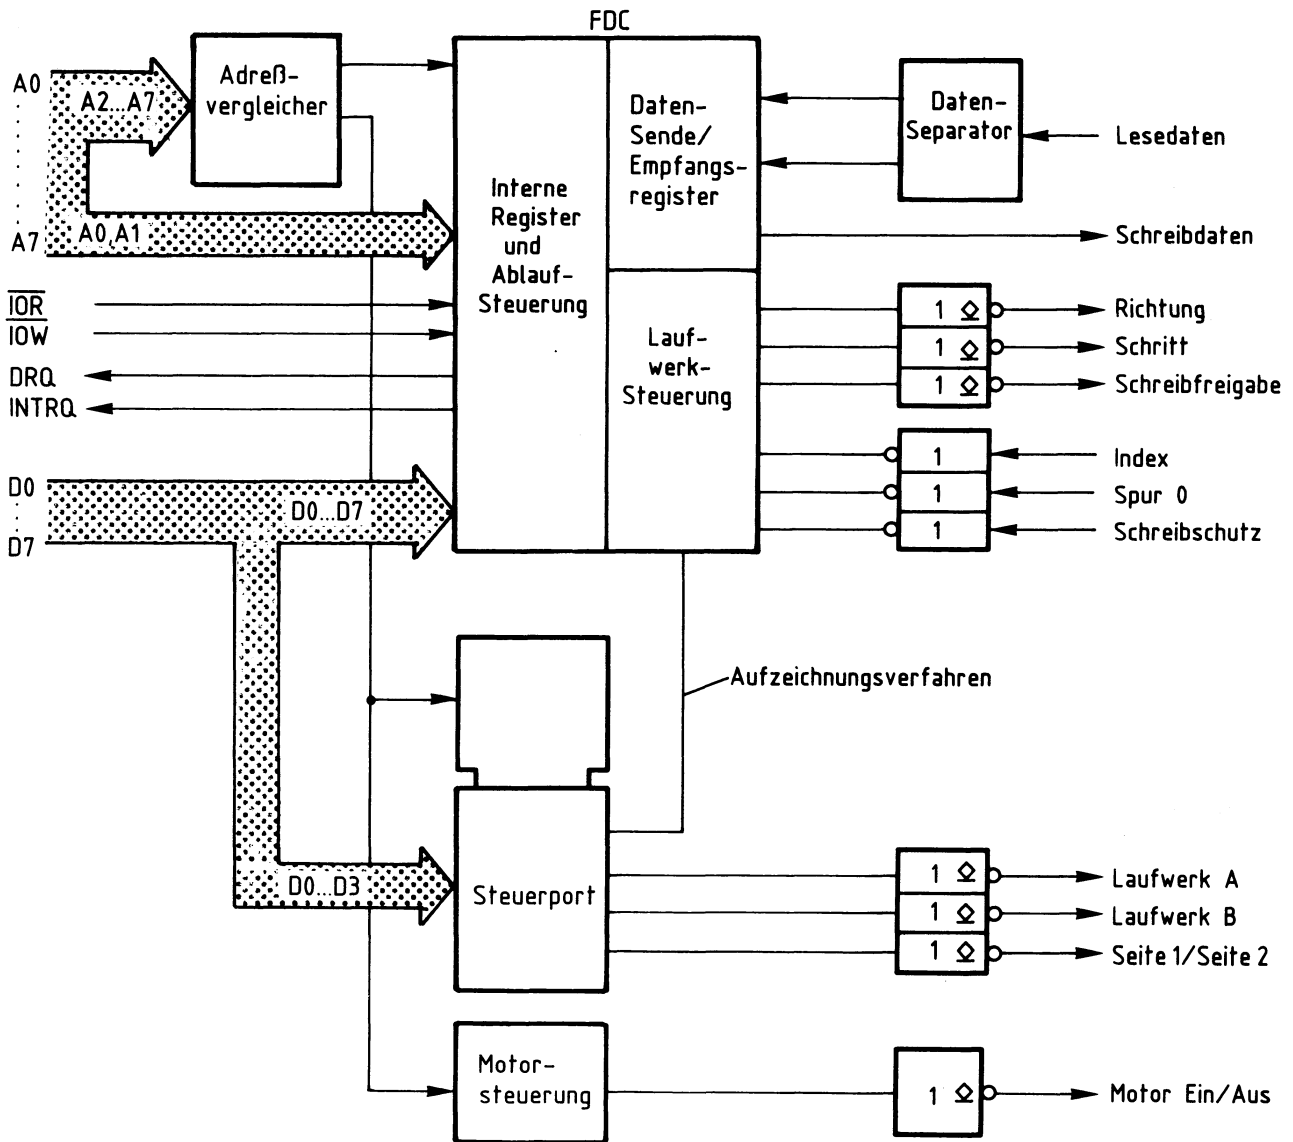 FDC
A0
A7
A2...A7
A0,A1
Adreß-
vergleicher
Interne
Register
und
Ablauf-
Steuerung
Daten-
Sende/
Empfangs-
register
Lauf-
werk-
Steuerung
Daten-
Separator
Lesedaten
Schreibdaten
I̅O̅R̅
I̅O̅W̅
DRQ
INTRQ
1
Richtung
1
Schritt
1
Schreibfreigabe
1
Index
1
Spur 0
1
Schreibschutz
D0
D7
D0...D7
D0...D3
Aufzeichnungsverfahren
Steuerport
1
Laufwerk A
1
Laufwerk B
1
Seite 1/Seite 2
Motor-
steuerung
1
Motor Ein/Aus